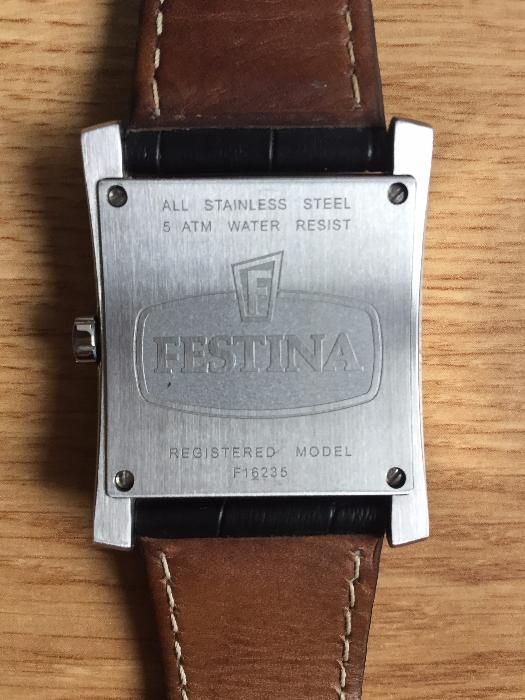 ALL STAINLESS STEEL
5 ATM WATER RESIST
F
FESTINA
REGISTERED MODEL
F16235